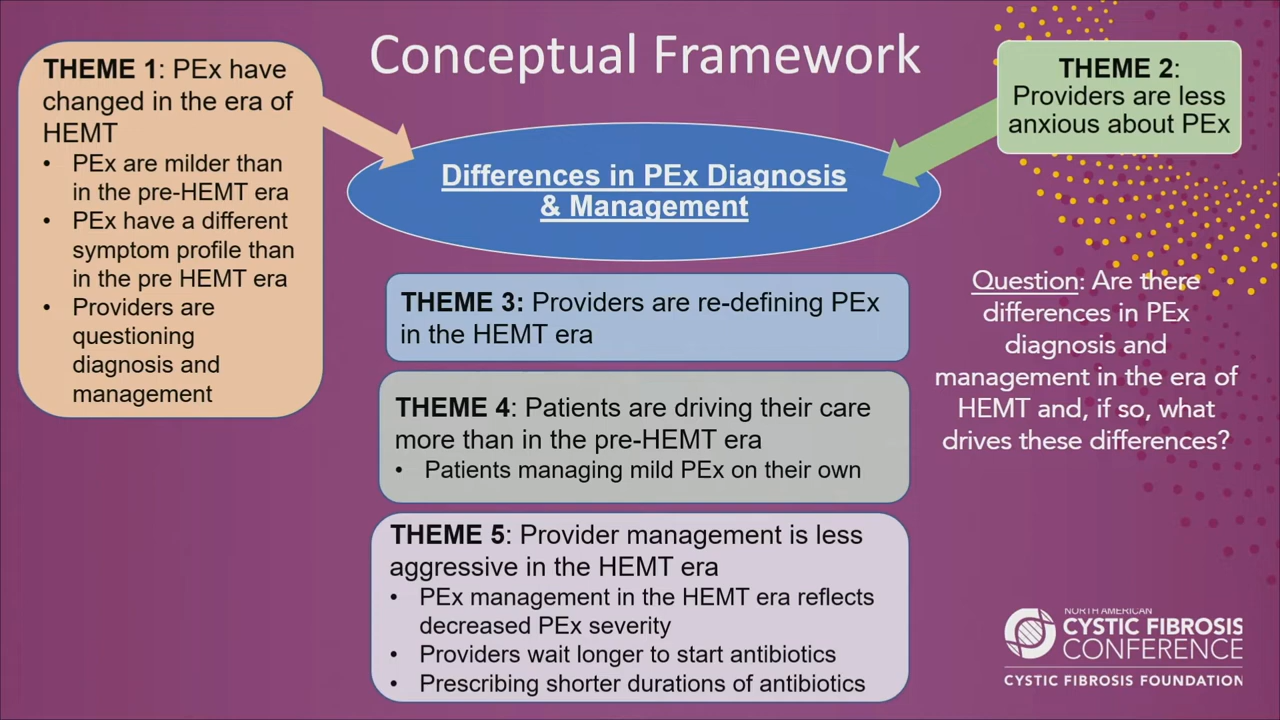 Conceptual Framework
THEME 1: PEx have
changed in the era of
HEMT
• PEx are milder than
in the pre-HEMT era
• PEx have a different
symptom profile than
in the pre HEMT era
• Providers are
questioning
diagnosis and
management
THEME 2:
Providers are less
anxious about PEx
Differences in PEx Diagnosis
& Management
THEME 3: Providers are re-defining PEx
in the HEMT era
THEME 4: Patients are driving their care
more than in the pre-HEMT era
• Patients managing mild PEx on their own
THEME 5: Provider management is less
aggressive in the HEMT era
• PEx management in the HEMT era reflects
decreased PEx severity
• Providers wait longer to start antibiotics
• Prescribing shorter durations of antibiotics
Question: Are there
differences in PEx
diagnosis and
management in the era of
HEMT and, if so, what
drives these differences?
NORTH AMERICAN
CYSTIC FIBROSIS
CONFERENCE
CYSTIC FIBROSIS FOUNDATION